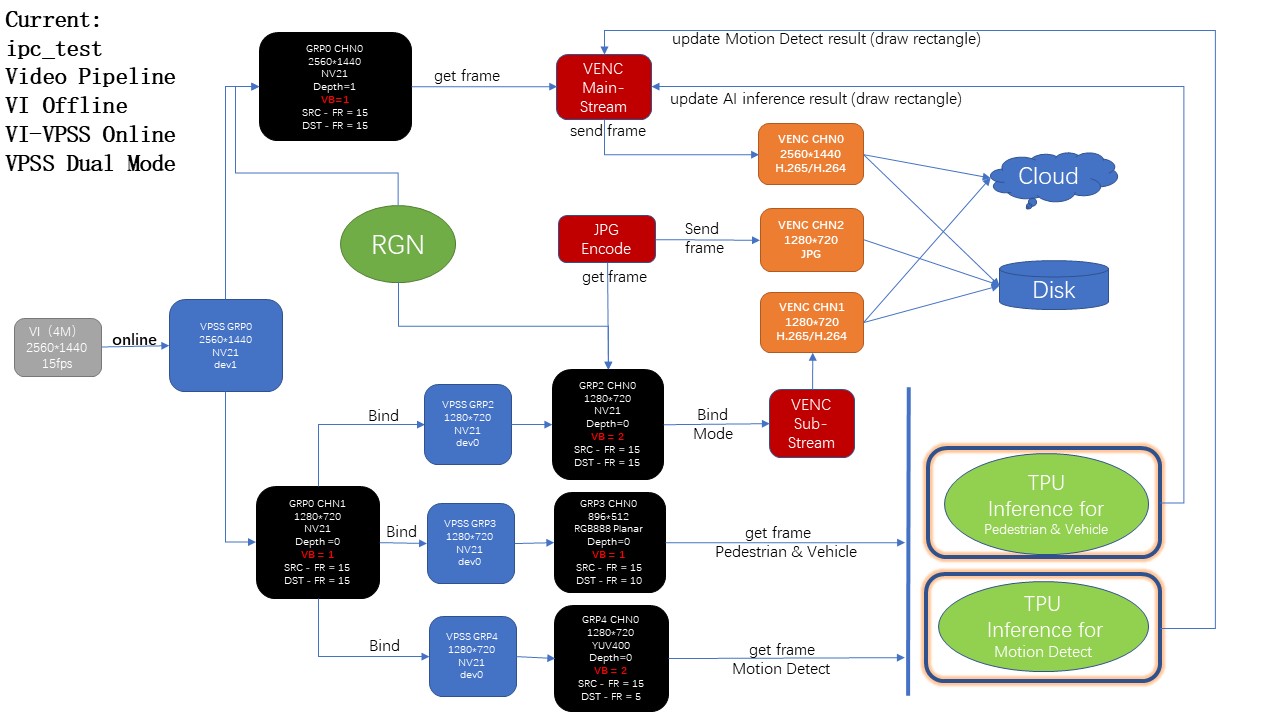 Current:
ipc_test
Video Pipeline
VI Offline
VI-VPSS Online
VPSS Dual Mode
GRP0 CHN0
2560*1440
NV21
Depth=1
VB=1
SRC - FR = 15
DST - FR = 15
get frame
VENC
Main-
Stream
send frame
update Motion Detect result (draw rectangle)
update AI inference result (draw rectangle)
VENC CHN0
2560*1440
H.265/H.264
Cloud
RGN
JPG
Encode
get frame
Send
frame
VENC CHN2
1280*720
JPG
Disk
VENC CHN1
1280*720
H.265/H.264
VI（4M）
2560*1440
15fps
online
VPSS GRP0
2560*1440
NV21
dev1
Bind
VPSS GRP2
1280*720
NV21
dev0
GRP2 CHN0
1280*720
NV21
Depth=0
VB = 2
SRC - FR = 15
DST - FR = 15
Bind
Mode
VENC
Sub-
Stream
GRP0 CHN1
1280*720
NV21
Depth =0
VB = 1
SRC - FR = 15
DST - FR = 15
Bind
VPSS GRP3
1280*720
NV21
dev0
GRP3 CHN0
896*512
RGB888 Planar
Depth=0
VB = 1
SRC - FR = 15
DST - FR = 10
get frame
Pedestrian & Vehicle
TPU
Inference for
Pedestrian & Vehicle
Bind
VPSS GRP4
1280*720
NV21
dev0
GRP4 CHN0
1280*720
YUV400
Depth=0
VB = 2
SRC - FR = 15
DST - FR = 5
get frame
Motion Detect
TPU
Inference for
Motion Detect